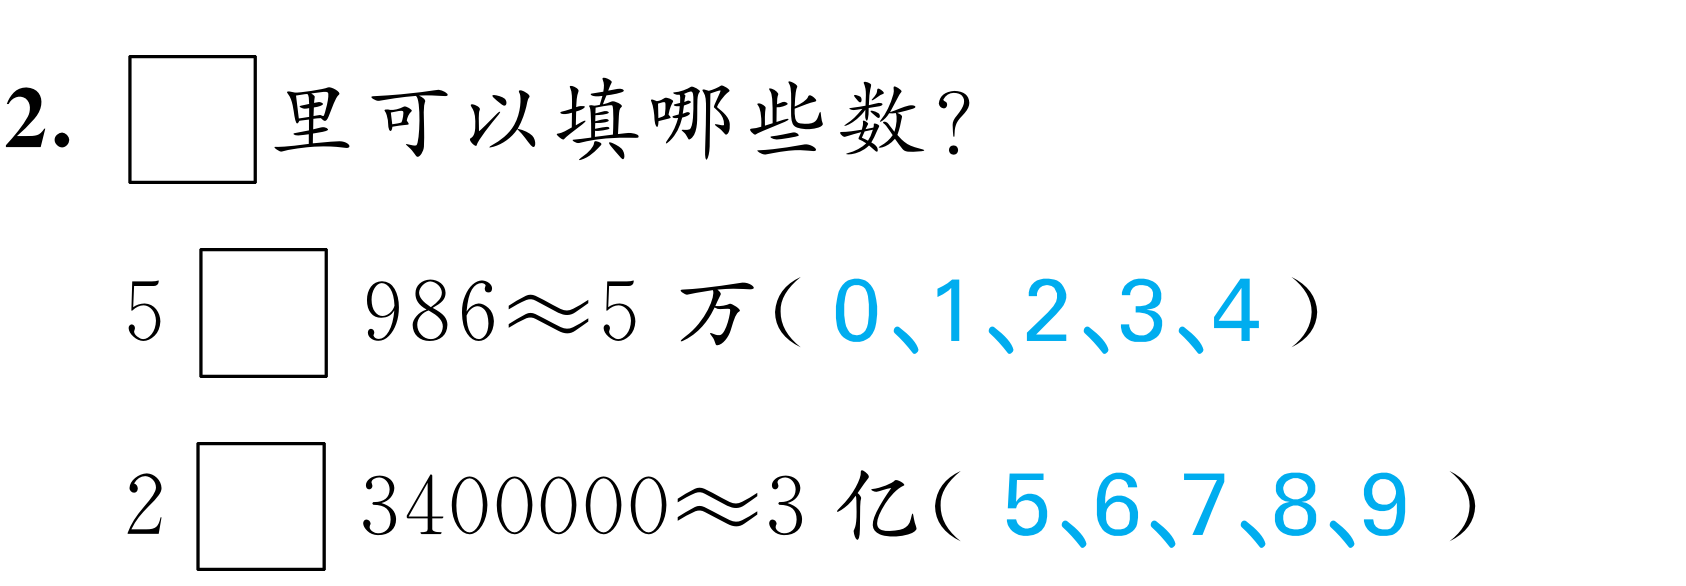 2. □里可以填哪些数?
5 □ 986≈5 万( 0、1、2、3、4 )
2 □ 3400000≈3 亿( 5、6、7、8、9 )